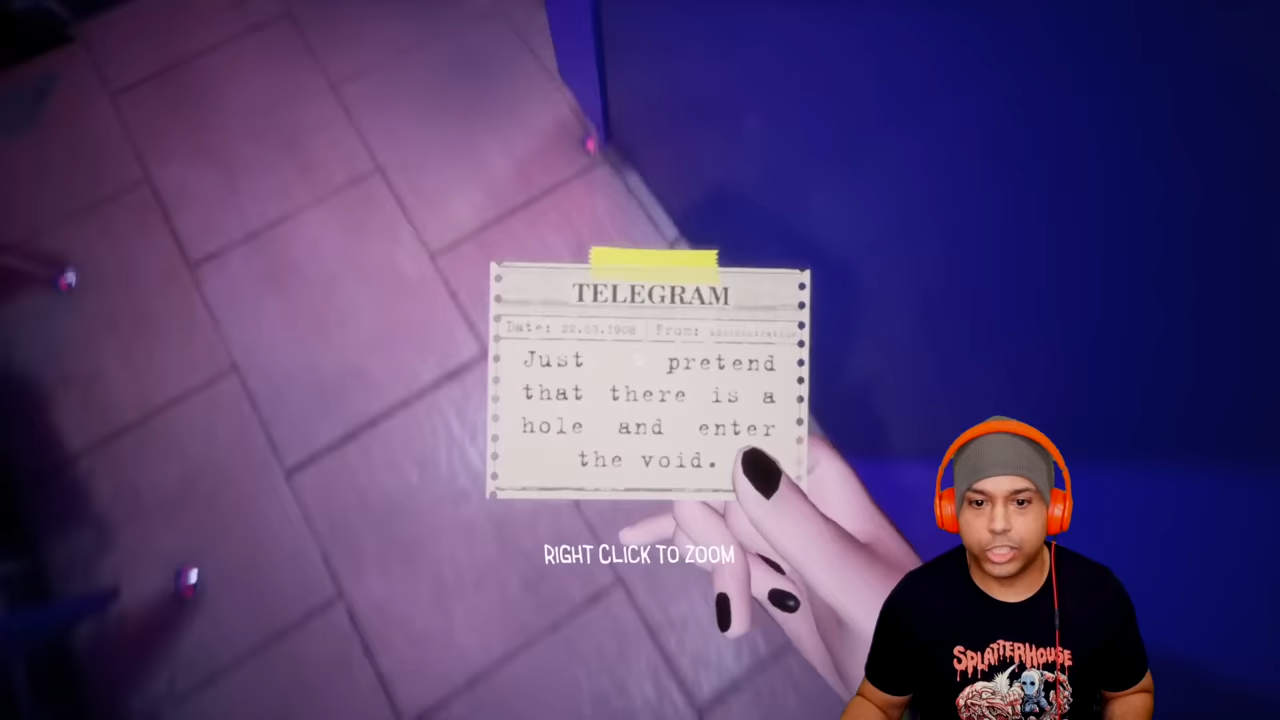 TELEGRAM
Date: 22.03.1908 From:
Just pretend
that there is a
hole and enter
the void.
RIGHT CLICK TO ZOOM
SPLATTERHOUSE